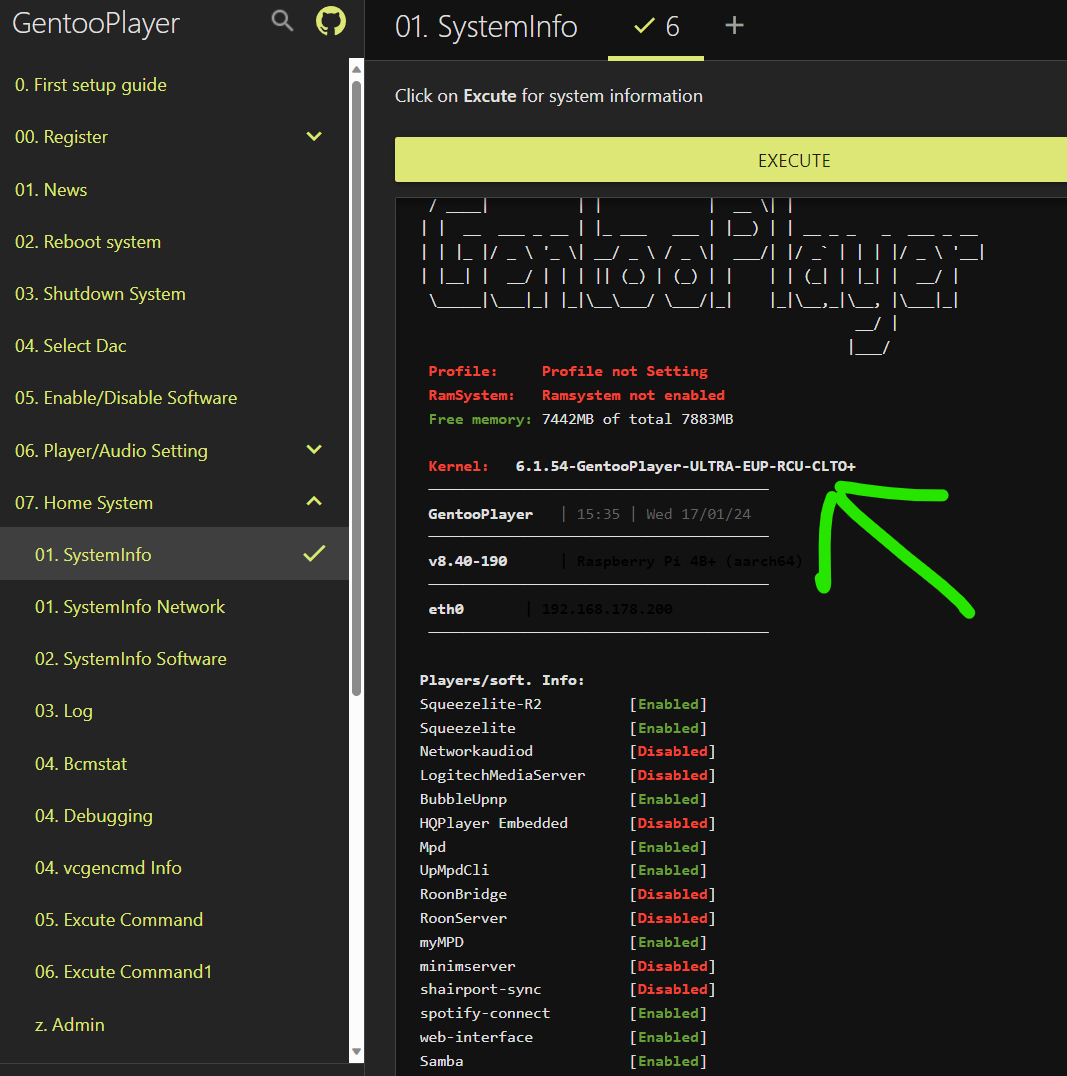 GentooPlayer
0. First setup guide
00. Register
01. News
02. Reboot system
03. Shutdown System
04. Select Dac
05. Enable/Disable Software
06. Player/Audio Setting
07. Home System
01. SystemInfo
01. SystemInfo Network
02. SystemInfo Software
03. Log
04. Bcmstat
04. Debugging
04. vcgencmd Info
05. Excute Command
06. Excute Command1
z. Admin
01. SystemInfo
6
+
Click on Excute for system information
EXECUTE
GentooPlayer
Profile: Profile not Setting
RamSystem: Ramsystem not enabled
Free memory: 7442MB of total 7883MB
Kernel: 6.1.54-GentooPlayer-ULTRA-EUP-RCU-CLTO+
GentooPlayer | 15:35 | Wed 17/01/24
v8.40-190 | Raspberry Pi 4B+ (aarch64)
eth0 | 192.168.178.200
Players/soft. Info:
Squeezelite-R2 [Enabled]
Squeezelite [Enabled]
Networkaudiod [Disabled]
LogitechMediaServer [Disabled]
BubbleUpnp [Enabled]
HQPlayer Embedded [Disabled]
Mpd [Enabled]
UpMpdCli [Enabled]
RoonBridge [Disabled]
RoonServer [Disabled]
myMPD [Enabled]
minimserver [Disabled]
shairport-sync [Disabled]
spotify-connect [Enabled]
web-interface [Enabled]
Samba [Enabled]